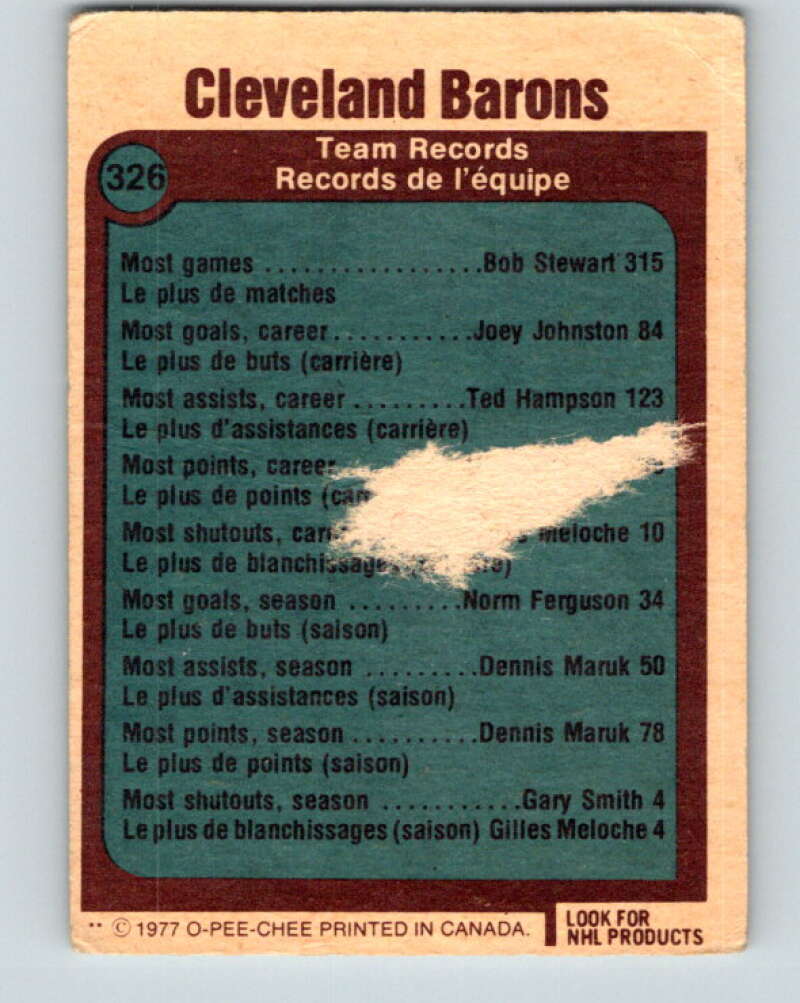 Cleveland Barons
326
Team Records
Records de l'équipe
Most games .................Bob Stewart 315
Le plus de matches
Most goals, career...........Joey Johnston 84
Le plus de buts (carrière)
Most assists, career .........Ted Hampson 123
Le plus d'assistances (carrière)
Most points, career
Le plus de points
Most shutouts, Meloche 10
Le plus de blanchissages
Most goals, season .........Norm Ferguson 34
Le plus de buts (saison)
Most assists, season .........Dennis Maruk 50
Le plus d'assistances (saison)
Most points, season..........Dennis Maruk 78
Le plus de points (saison)
Most shutouts, season ...........Gary Smith 4
Le plus de blanchissages (saison) Gilles Meloche 4
** © 1977 O-PEE-CHEE PRINTED IN CANADA.
LOOK FOR
NHL PRODUCTS